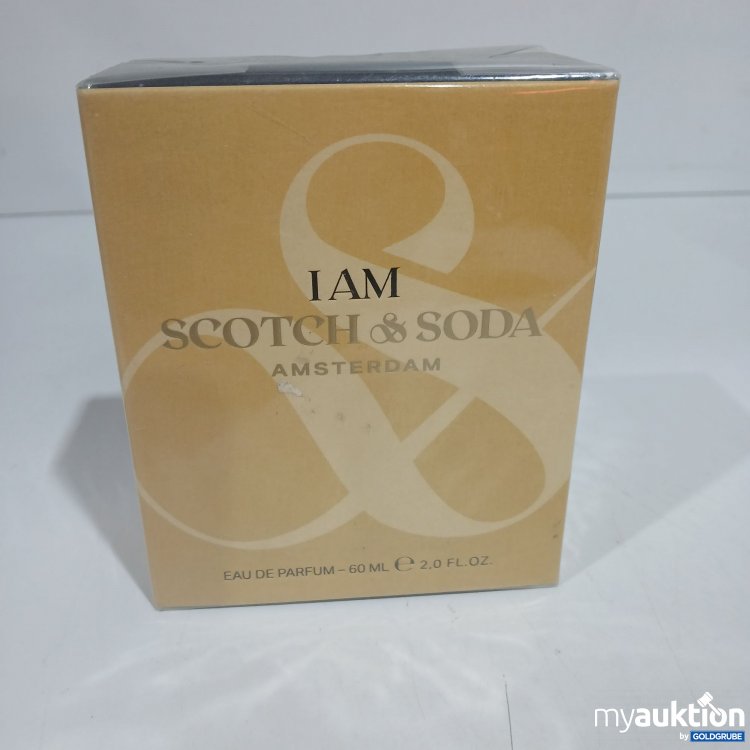 I AM
SCOTCH & SODA
AMSTERDAM
EAU DE PARFUM – 60 ML ℮ 2,0 FL.OZ.
myauktion
by GOLDGRUBE